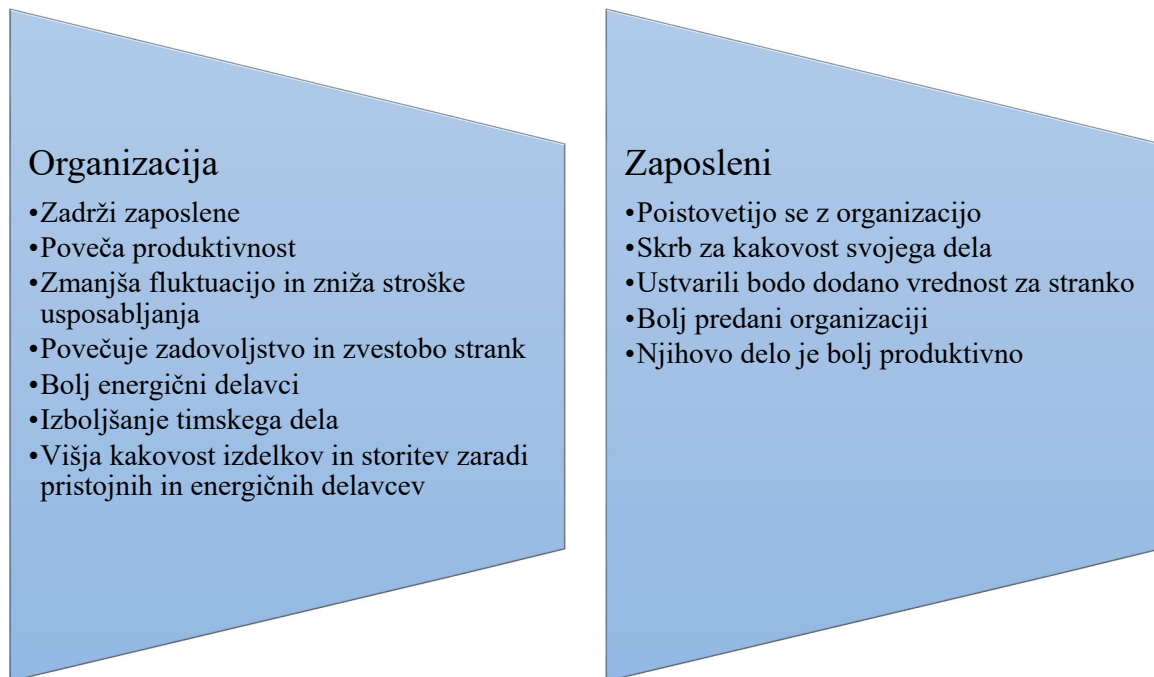 Organizacija
•Zadrži zaposlene
•Poveča produktivnost
•Zmanjša fluktuacijo in zniža stroške
usposabljanja
•Povečuje zadovoljstvo in zvestobo strank
•Bolj energični delavci
•Izboljšanje timskega dela
•Višja kakovost izdelkov in storitev zaradi
pristojnih in energičnih delavcev
Zaposleni
•Poistovetijo se z organizacijo
•Skrb za kakovost svojega dela
•Ustvarili bodo dodano vrednost za stranko
•Bolj predani organizaciji
•Njihovo delo je bolj produktivno